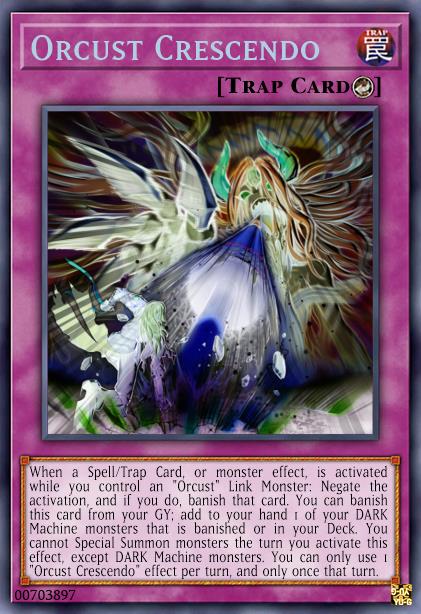 ORCUST CRESCENDO
TRAP
罠
[TRAP CARD]
When a Spell/Trap Card, or monster effect, is activated
while you control an "Orcust" Link Monster: Negate the
activation, and if you do, banish that card. You can banish
this card from your GY; add to your hand 1 of your DARK
Machine monsters that is banished or in your Deck. You
cannot Special Summon monsters the turn you activate this
effect, except DARK Machine monsters. You can only use 1
"Orcust Crescendo" effect per turn, and only once that turn.
00703897